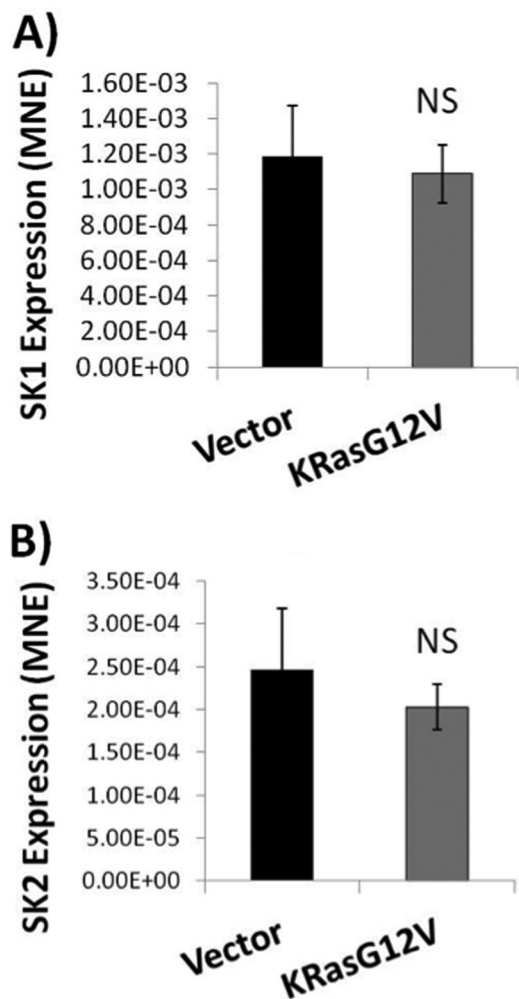 A)
SK1 Expression (MNE)
1.60E-03
1.40E-03
1.20E-03
1.00E-03
8.00E-04
6.00E-04
4.00E-04
2.00E-04
0.00E+00
NS
Vector
KRasG12V
B)
SK2 Expression (MNE)
3.50E-04
3.00E-04
2.50E-04
2.00E-04
1.50E-04
1.00E-04
5.00E-05
0.00E+00
NS
Vector
KRasG12V